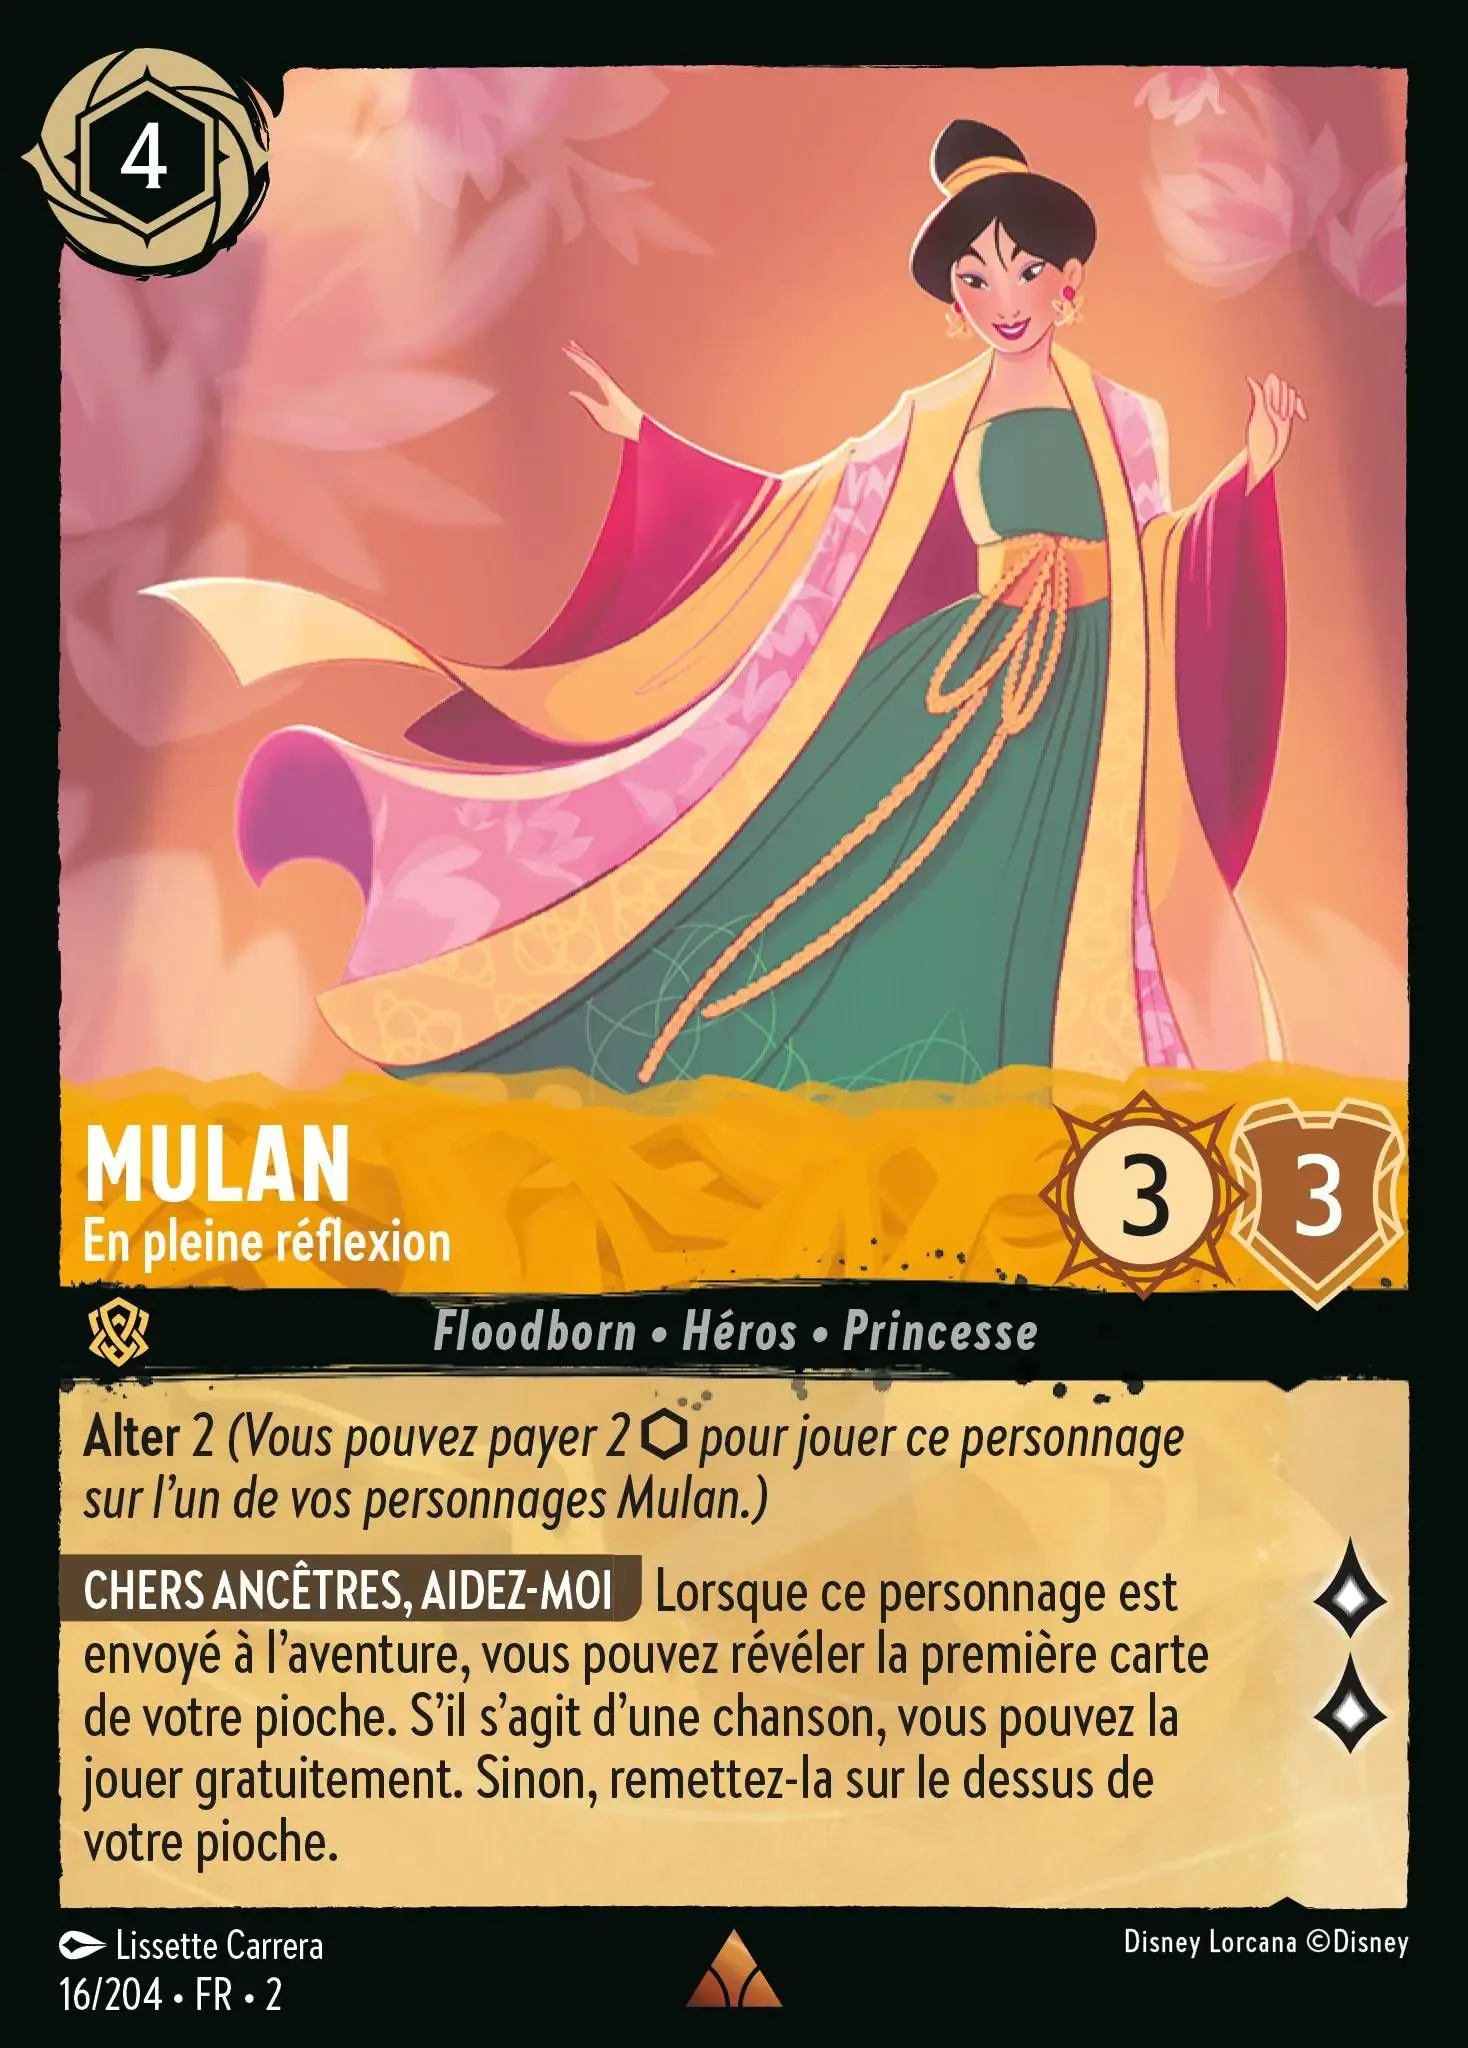 4
MULAN
En pleine réflexion
3
3
Floodborn • Héros • Princesse
Alter 2 (Vous pouvez payer 2 ⬡ pour jouer ce personnage
sur l’un de vos personnages Mulan.)
CHERS ANCÊTRES, AIDEZ-MOI Lorsque ce personnage est
envoyé à l’aventure, vous pouvez révéler la première carte
de votre pioche. S’il s’agit d’une chanson, vous pouvez la
jouer gratuitement. Sinon, remettez-la sur le dessus de
votre pioche.
Lissette Carrera
Disney Lorcana ©Disney
16/204 • FR • 2